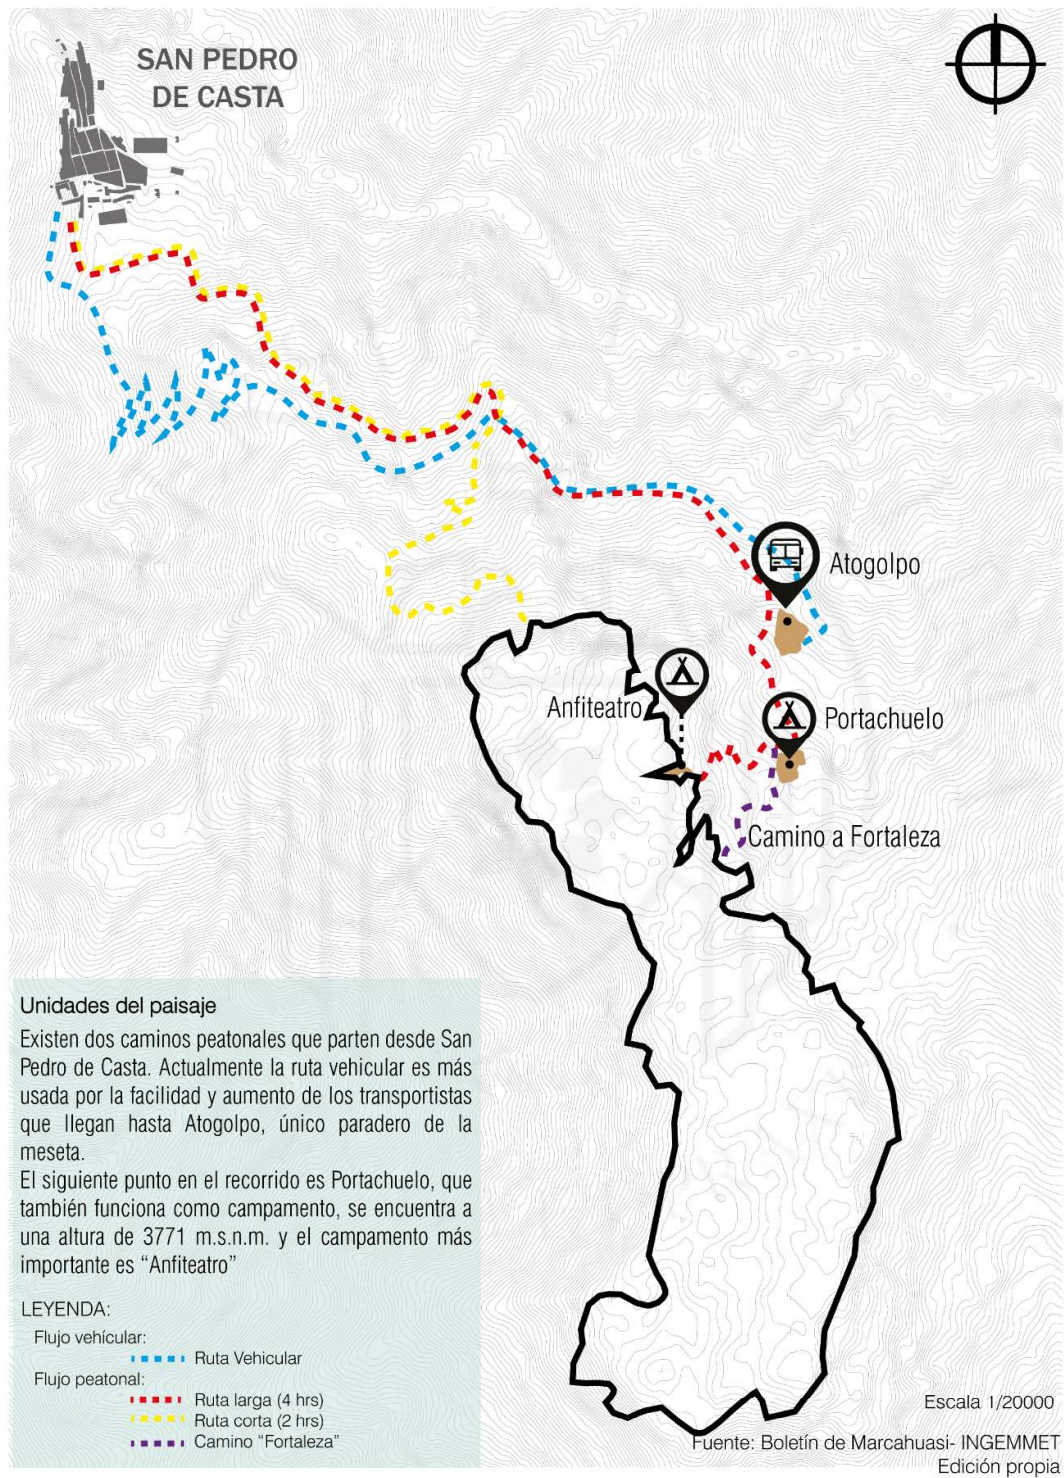 SAN PEDRO
DE CASTA
Atogolpo
Anfiteatro
Portachuelo
Camino a Fortaleza
Unidades del paisaje
Existen dos caminos peatonales que parten desde San
Pedro de Casta. Actualmente la ruta vehicular es más
usada por la facilidad y aumento de los transportistas
que llegan hasta Atogolpo, único paradero de la
meseta.
El siguiente punto en el recorrido es Portachuelo, que
también funciona como campamento, se encuentra a
una altura de 3771 m.s.n.m. y el campamento más
importante es “Anfiteatro”
LEYENDA:
Flujo vehícular:
Ruta Vehicular
Flujo peatonal:
Ruta larga (4 hrs)
Ruta corta (2 hrs)
Camino “Fortaleza”
Escala 1/20000
Fuente: Boletín de Marcahuasi- INGEMMET
Edición propia